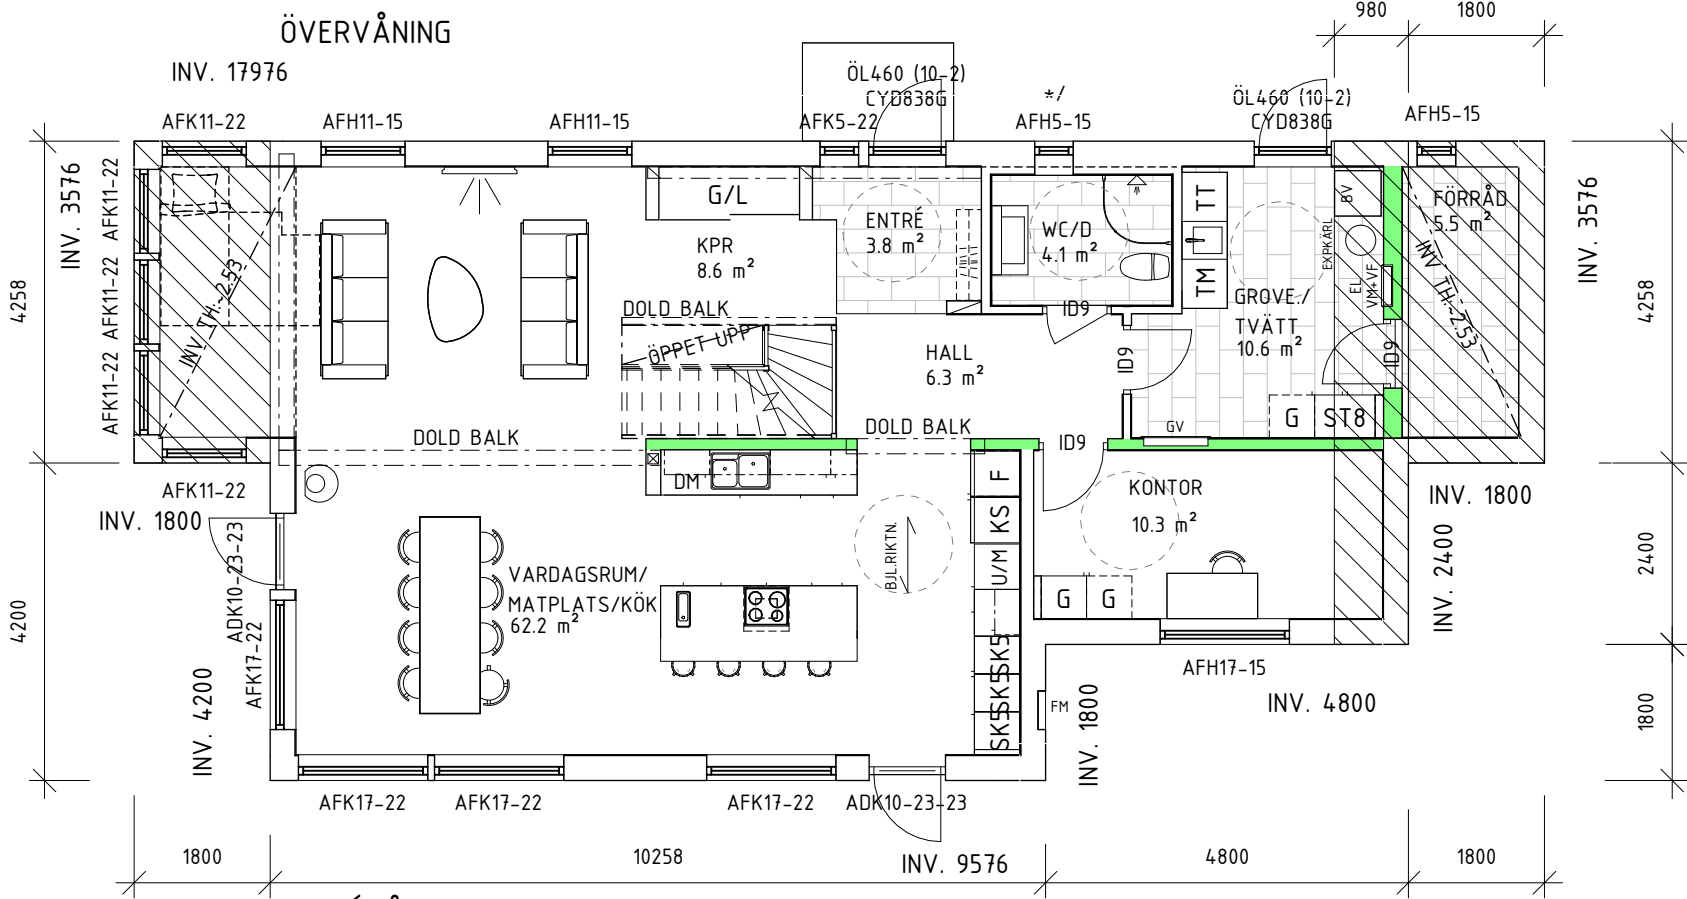 ÖVERVÅNING
INV. 17976
980
1800
ÖL460 (10-2)
CYD838G
*/
ÖL460 (10-2)
CYD838G
AFK11-22
AFH11-15
AFH11-15
AFK5-22
AFH5-15
AFH5-15
INV. 3576
4258
AFK11-22
AFK11-22
AFK11-22
INV TH:~2.53
G/L
KPR
8.6 m²
ENTRÉ
3.8 m²
WC/D
4.1 m²
TT
TM
GROVE./
TVÄTT
10.6 m²
BV
EXPKÄRL
EL
VM+VF
FÖRRÅD
5.5 m²
INV TH:~2.53
INV. 3576
4258
DOLD BALK
ÖPPET UPP
HALL
6.3 m²
ID9
ID9
ID9
ID9
G
ST8
GV
DOLD BALK
DOLD BALK
AFK11-22
INV. 1800
DM
F
KS
U/M
SK5
SK5
SK5
KONTOR
10.3 m²
G
G
INV. 1800
INV. 2400
2400
ADK10-23-23
AFK17-22
4200
INV. 4200
VARDAGSRUM/
MATPLATS/KÖK
62.2 m²
BJL.RIKTN.
AFH17-15
FM
INV. 1800
INV. 4800
1800
AFK17-22
AFK17-22
AFK17-22
ADK10-23-23
1800
10258
INV. 9576
4800
1800